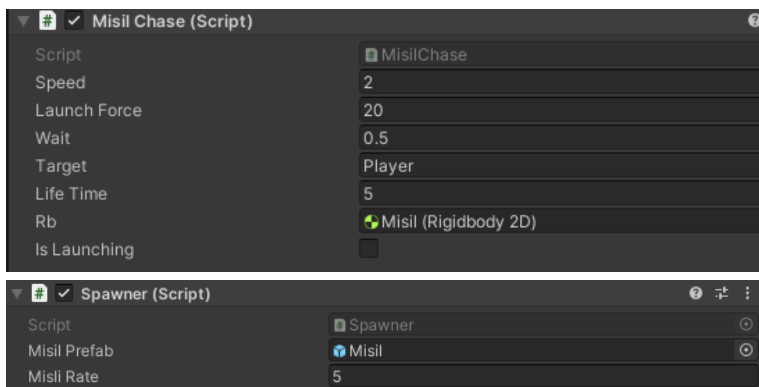 # Misil Chase (Script)
Script MisilChase
Speed 2
Launch Force 20
Wait 0.5
Target Player
Life Time 5
Rb Misil (Rigidbody 2D)
Is Launching
# Spawner (Script)
Script Spawner
Misil Prefab Misil
Misli Rate 5